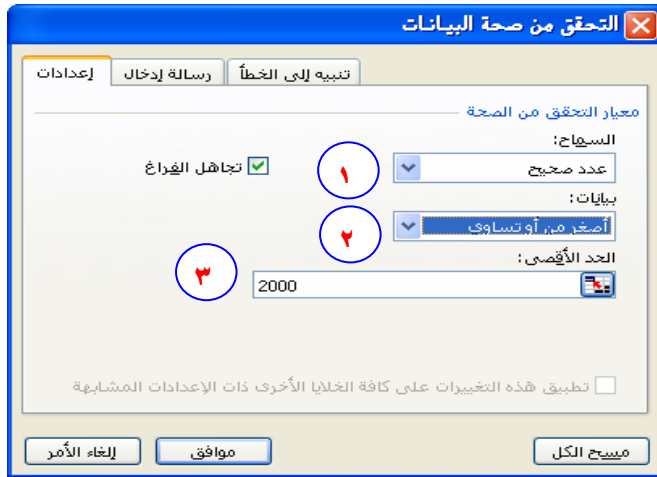 التحقق من صحة البيانات
إعدادات
رسالة إدخال
تنبيه إلى الخطأ
معيار التحقق من الصحة
السماح:
عدد صحيح
١
تجاهل الفراغ
بيانات:
أصغر من أو تساوي
٢
الحد الأقصى:
2000
٣
تطبيق هذه التغييرات على كافة الخلايا الأخرى ذات الإعدادات المشابهة
مسح الكل
موافق
إلغاء الأمر